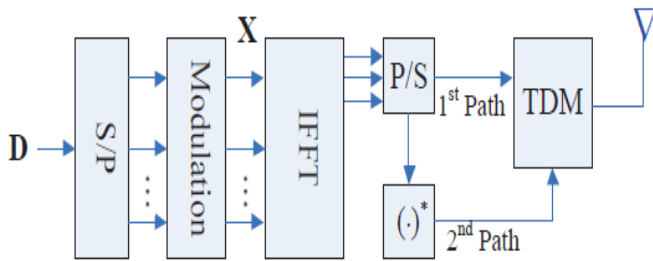 D
S/P
Modulation
X
IFFT
P/S
1st Path
(·)*
2nd Path
TDM